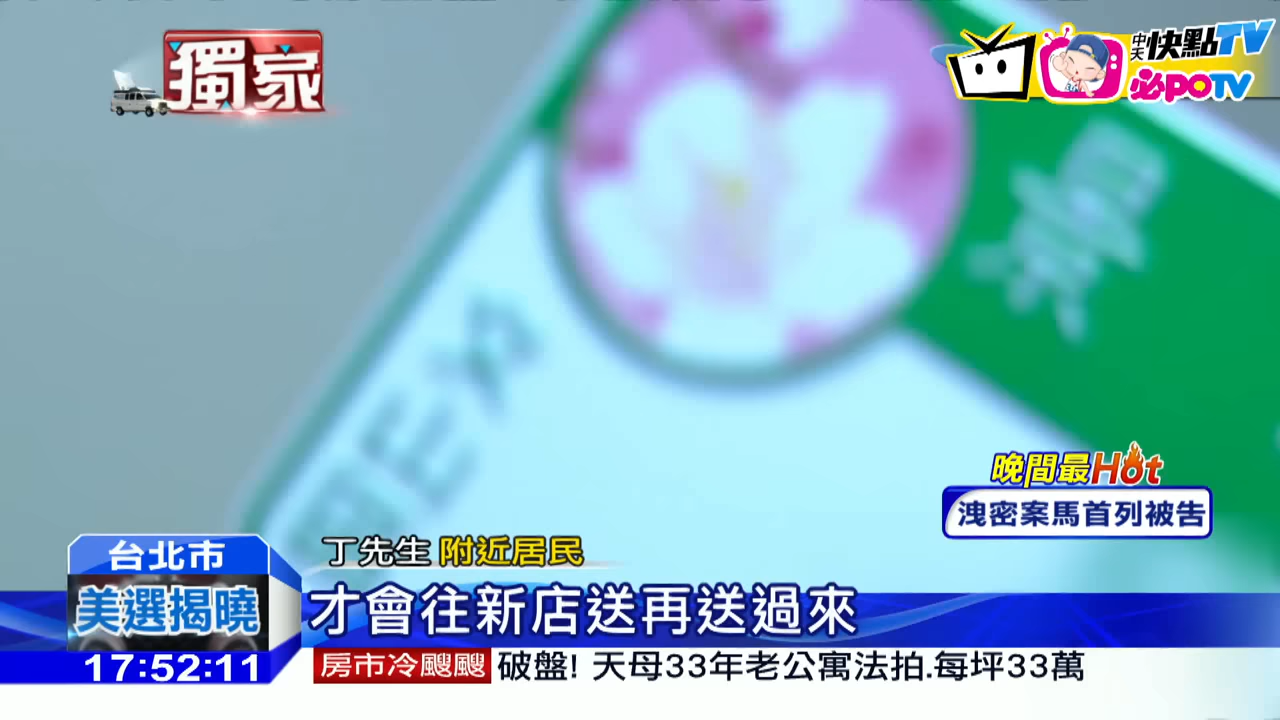 獨家
中天快點TV
必POTV
景
晚間最Hot
洩密案馬首列被告
台北市
丁先生 附近居民
美選揭曉
才會往新店送再送過來
17:52:11
房市冷颼颼 破盤! 天母33年老公寓法拍.每坪33萬